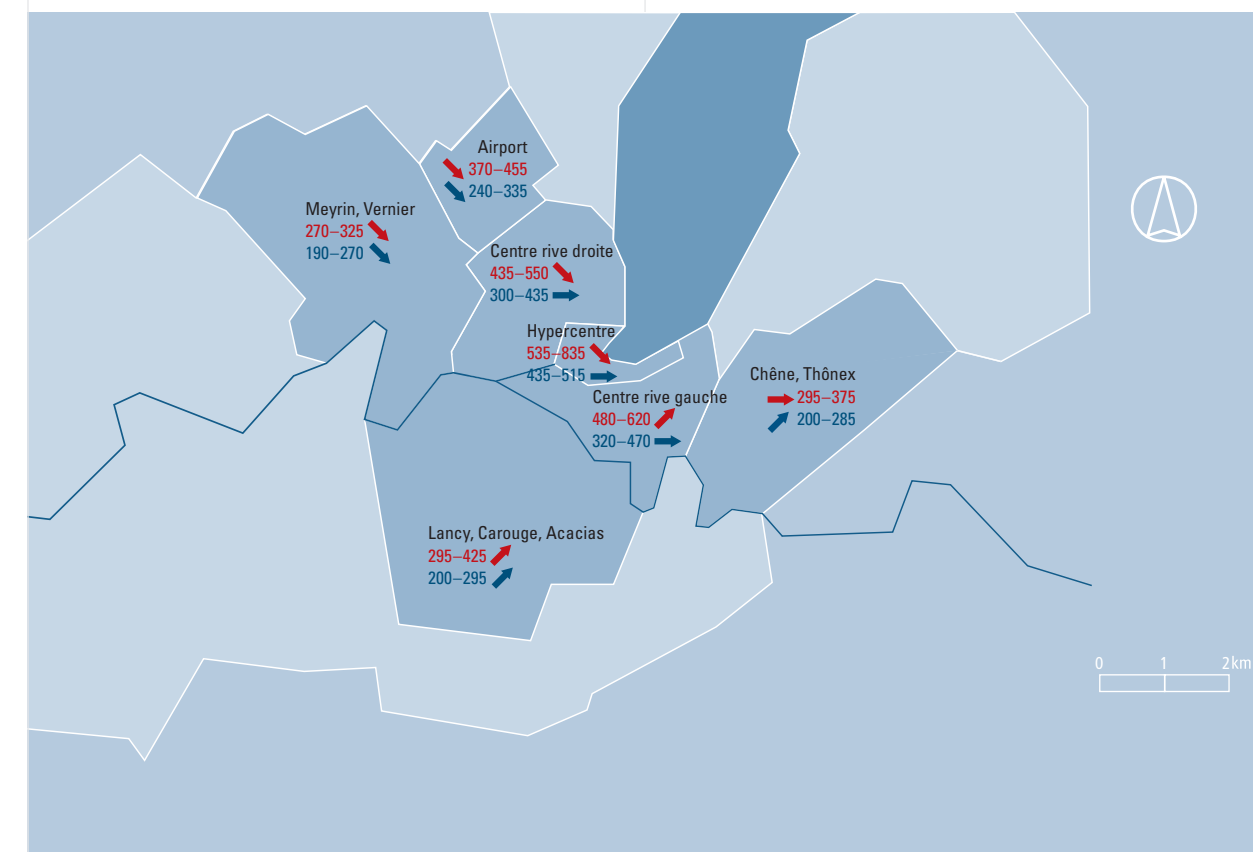 Airport
370–455
240–335
Meyrin, Vernier
270–325
190–270
Centre rive droite
435–550
300–435
Hypercentre
535–835
435–515
Centre rive gauche
480–620
320–470
Chêne, Thônex
295–375
200–285
Lancy, Carouge, Acacias
295–425
200–295
0 1 2 km